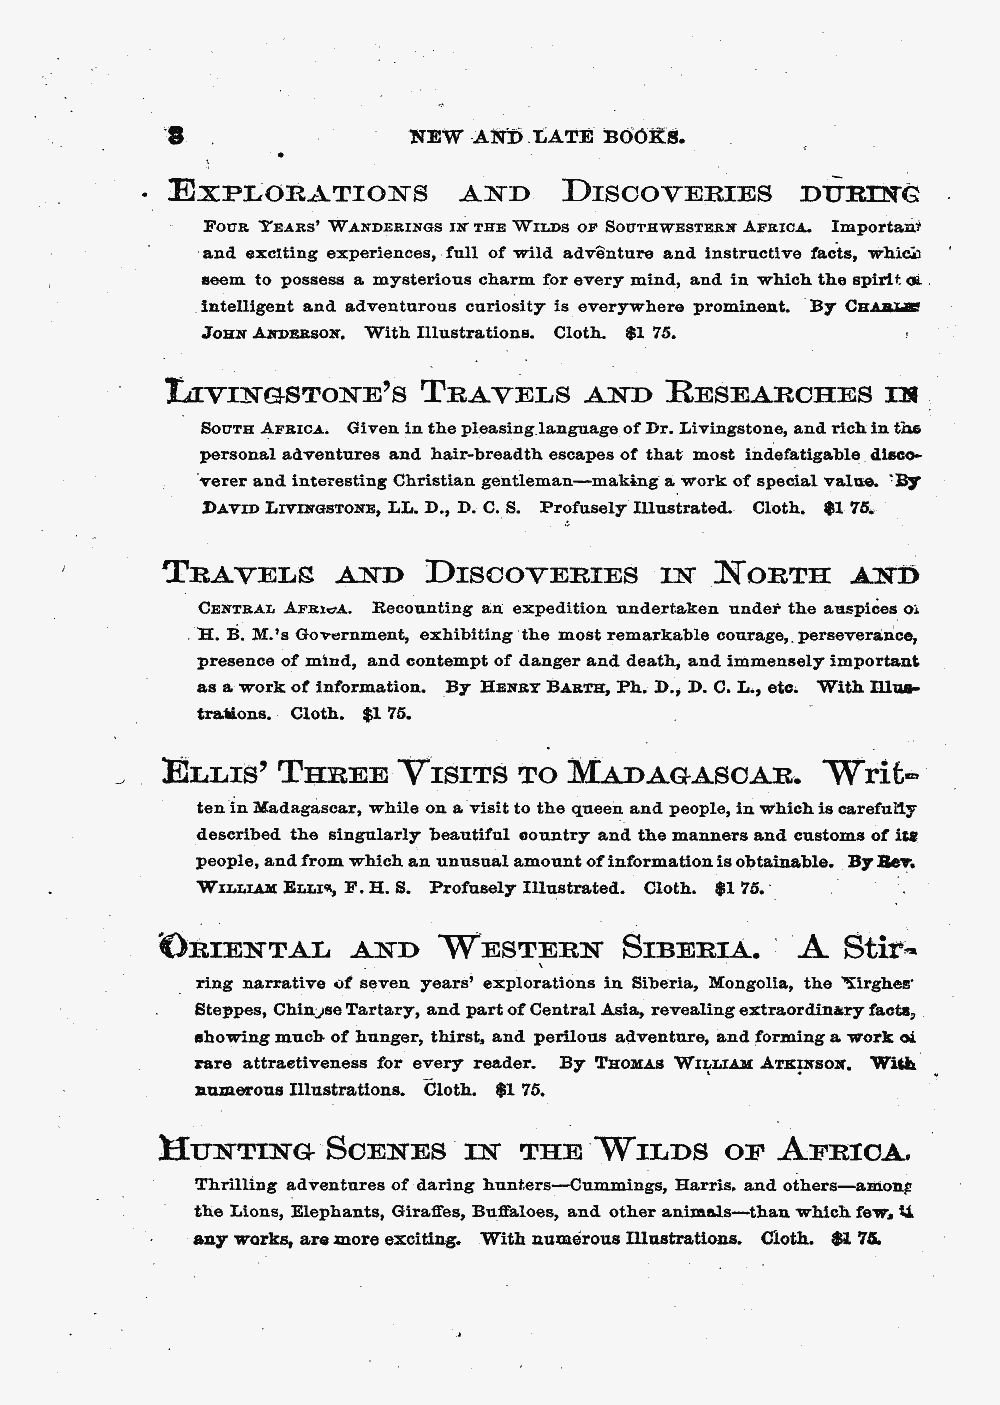 8 NEW AND LATE BOOKS.
EXPLORATIONS AND DISCOVERIES DURING
FOUR YEARS' WANDERINGS IN THE WILDS OF SOUTHWESTERN AFRICA. Important
and exciting experiences, full of wild adventure and instructive facts, which
seem to possess a mysterious charm for every mind, and in which the spirit of
intelligent and adventurous curiosity is everywhere prominent. By CHARLES
JOHN ANDERSON. With Illustrations. Cloth. $1 75.
LIVINGSTONE'S TRAVELS AND RESEARCHES IN
SOUTH AFRICA. Given in the pleasing language of Dr. Livingstone, and rich in the
personal adventures and hair-breadth escapes of that most indefatigable disco-
verer and interesting Christian gentleman—making a work of special value. By
DAVID LIVINGSTONE, LL. D., D. C. S. Profusely Illustrated. Cloth. $1 75.
TRAVELS AND DISCOVERIES IN NORTH AND
CENTRAL AFRICA. Recounting an expedition undertaken under the auspices of
H. B. M.'s Government, exhibiting the most remarkable courage, perseverance,
presence of mind, and contempt of danger and death, and immensely important
as a work of information. By HENRY BARTH, Ph. D., D. C. L., etc. With Illus-
trations. Cloth. $1 75.
ELLIS' THREE VISITS TO MADAGASCAR. Writ-
ten in Madagascar, while on a visit to the queen and people, in which is carefully
described the singularly beautiful country and the manners and customs of its
people, and from which an unusual amount of information is obtainable. By Rev.
WILLIAM ELLIS, F. H. S. Profusely Illustrated. Cloth. $1 75.
ORIENTAL AND WESTERN SIBERIA. A Stir-
ring narrative of seven years' explorations in Siberia, Mongolia, the Kirghes
Steppes, Chinese Tartary, and part of Central Asia, revealing extraordinary facts,
showing much of hunger, thirst, and perilous adventure, and forming a work of
rare attractiveness for every reader. By THOMAS WILLIAM ATKINSON. With
numerous Illustrations. Cloth. $1 75.
HUNTING SCENES IN THE WILDS OF AFRICA.
Thrilling adventures of daring hunters—Cummings, Harris, and others—among
the Lions, Elephants, Giraffes, Buffaloes, and other animals—than which few, if
any works, are more exciting. With numerous Illustrations. Cloth. $1 75.